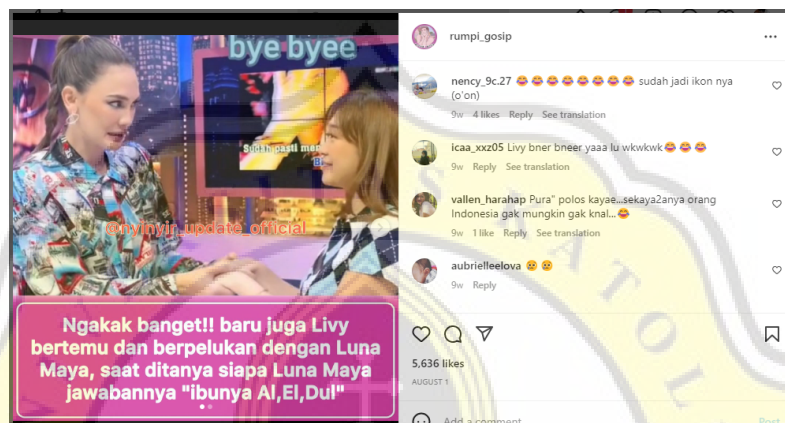 bye byee
Sudah pasti mer
@nyinyir_update_official
Ngakak banget!! baru juga Livy
bertemu dan berpelukan dengan Luna
Maya, saat ditanya siapa Luna Maya
jawabannya "ibunya Al,El,Dul"
rumpi_gosip
nency_9c.27 😂😂😂😂😂😂😂😂 sudah jadi ikon nya
(o'on)
9w 4 likes Reply See translation
icaa_xxz05 Livy bner bneer yaaa lu wkwkwk😂😂😂
9w Reply See translation
vallen_harahap Pura" polos kayae...sekaya2anya orang
Indonesia gak mungkin gak knal...😂
9w 1 like Reply See translation
aubrielleelova 😢😢
9w Reply
5,636 likes
AUGUST 1
Add a comment...
Post
S
K
A
T
O
L